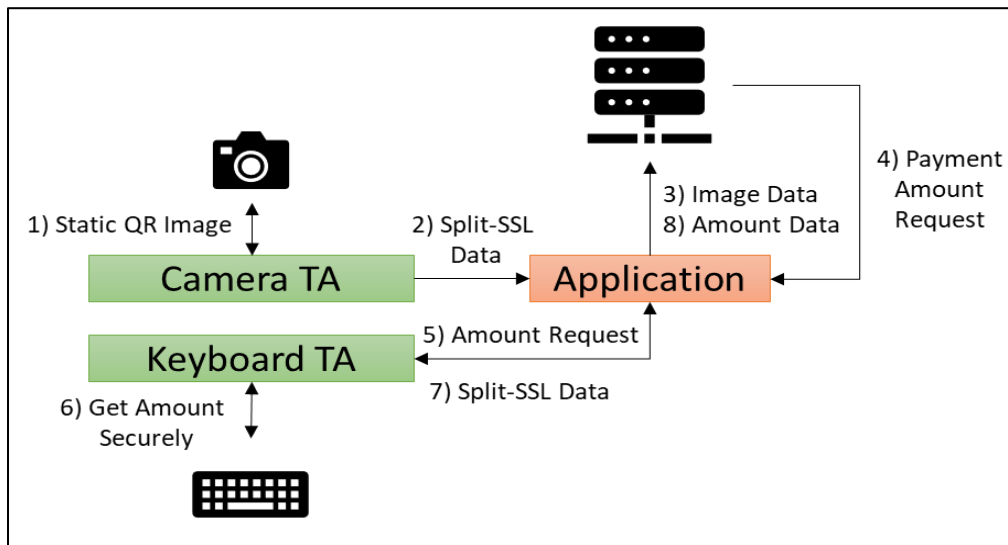 1) Static QR Image
2) Split-SSL
Data
3) Image Data
8) Amount Data
4) Payment
Amount
Request
Camera TA
Application
Keyboard TA
5) Amount Request
7) Split-SSL Data
6) Get Amount
Securely